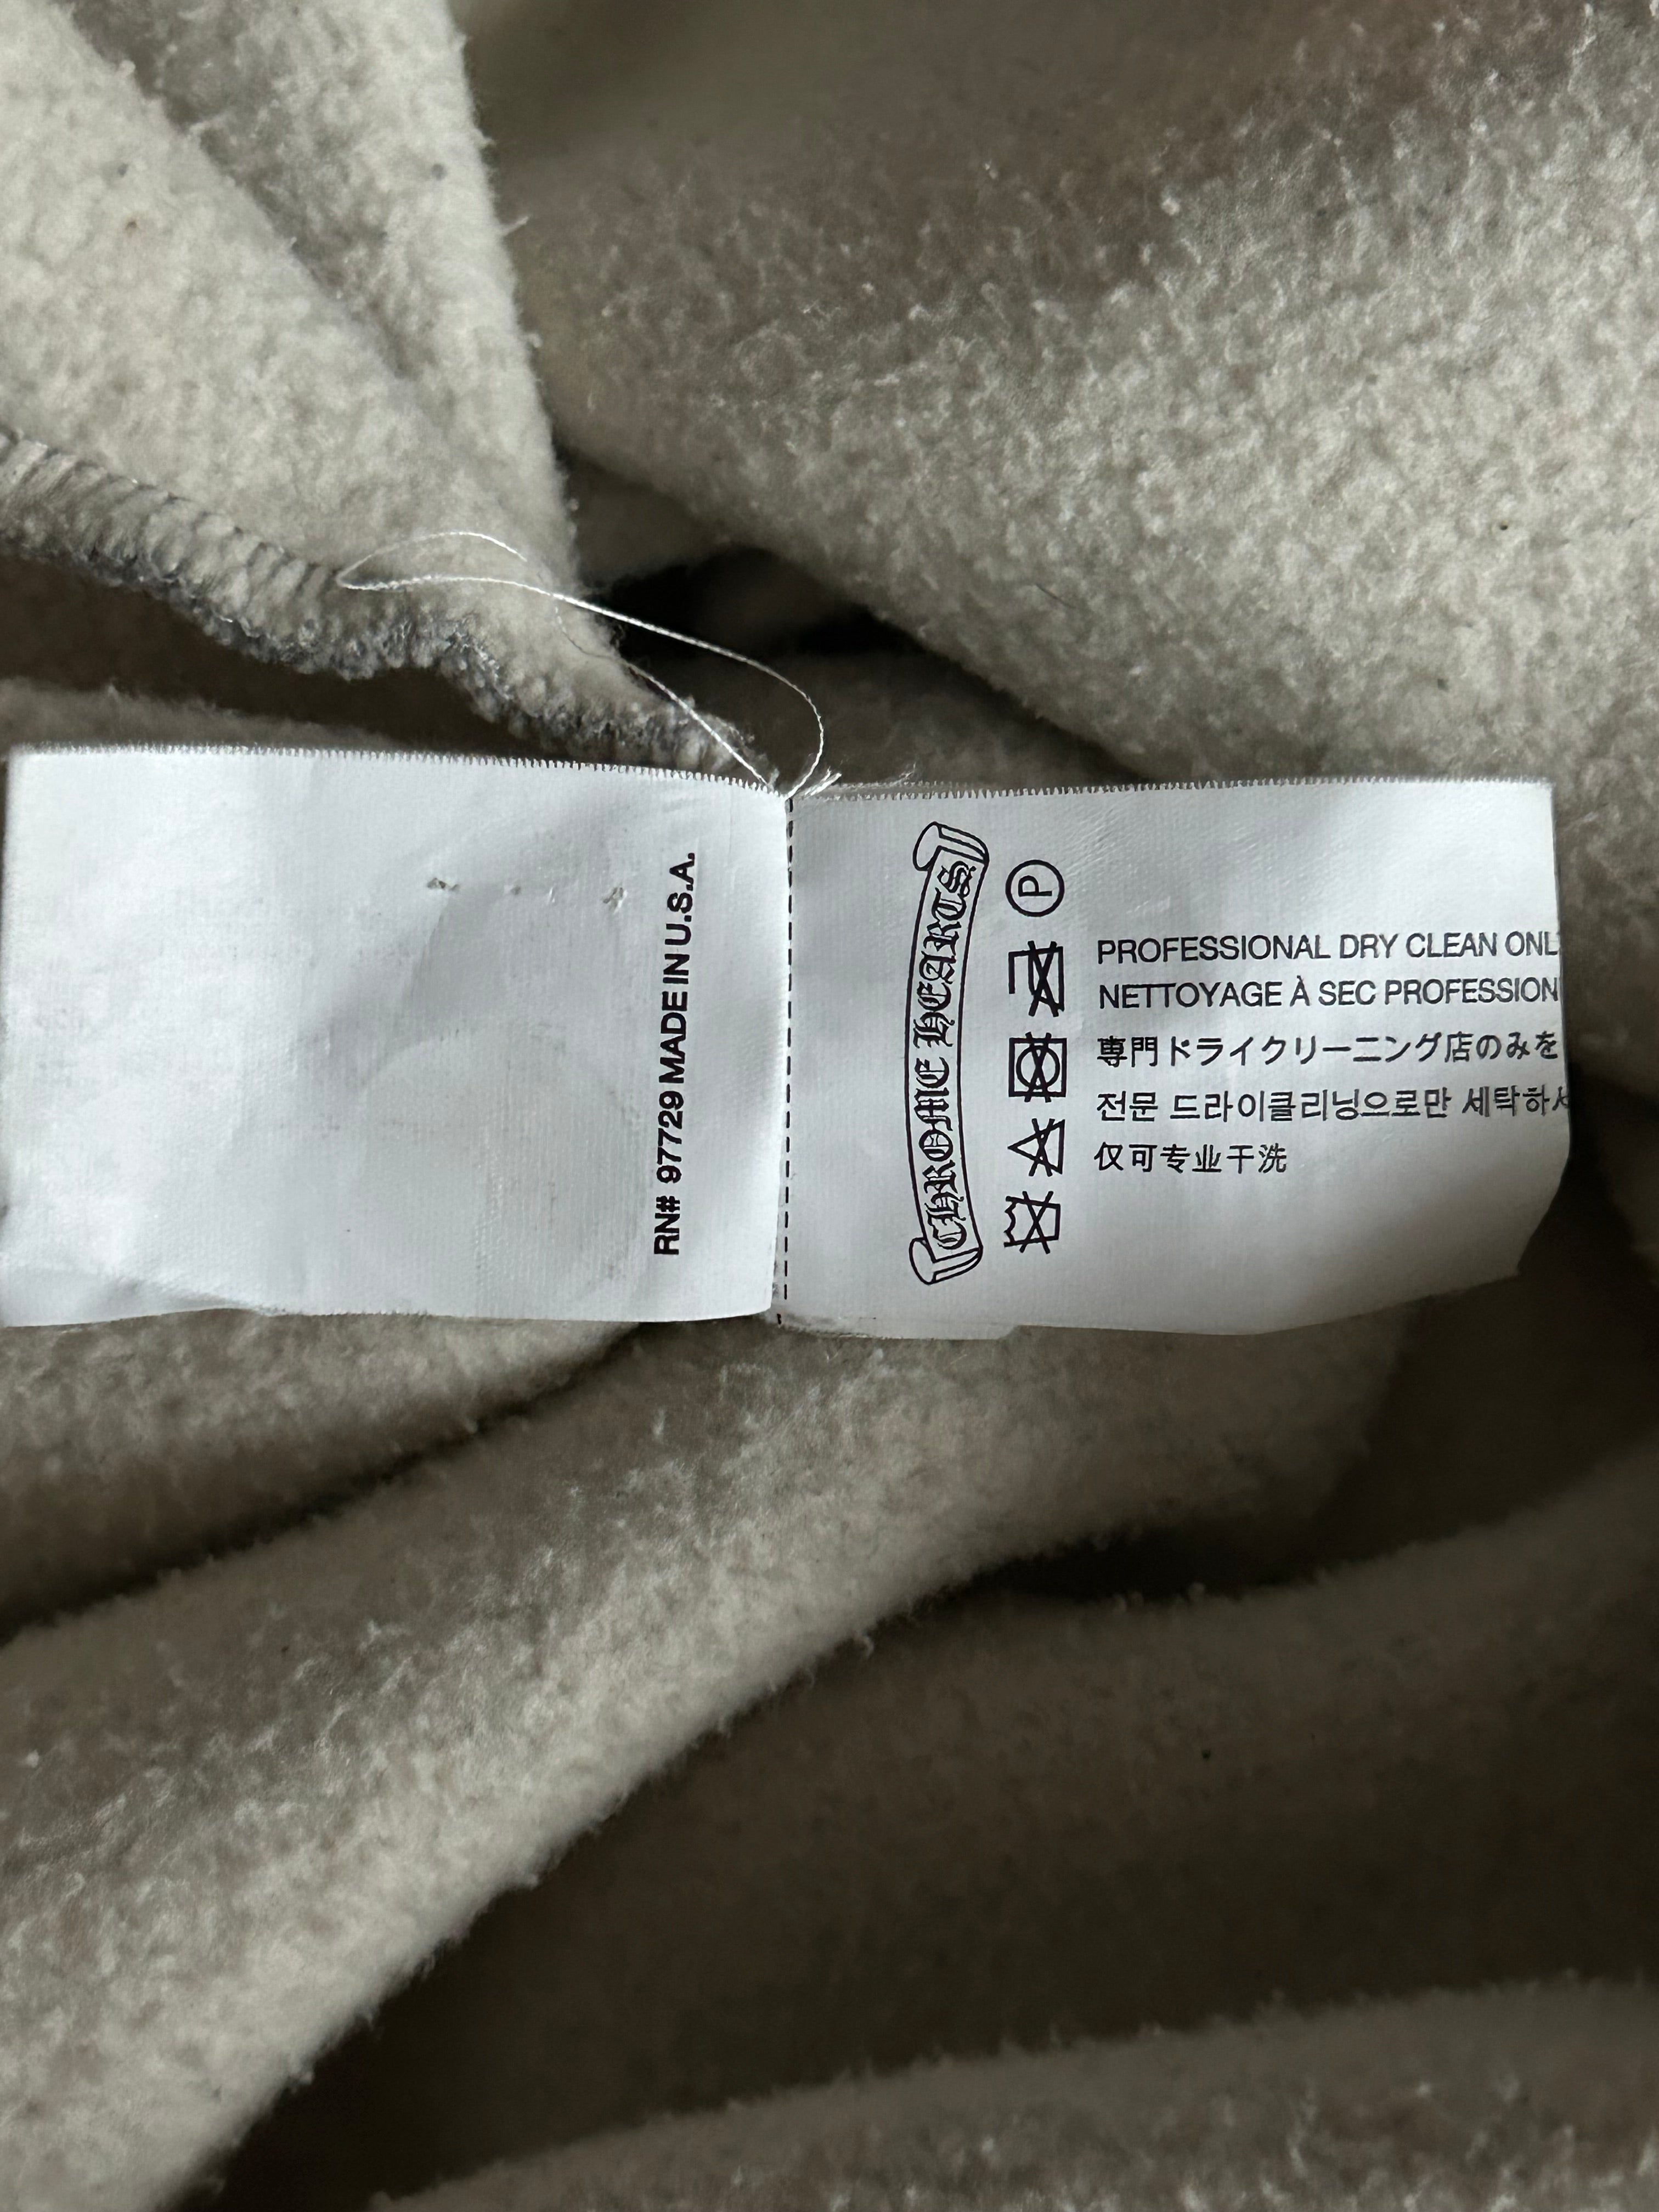 RN# 97729 MADE IN U.S.A.
CHROME HEARTS
P
PROFESSIONAL DRY CLEAN ONL
NETTOYAGE À SEC PROFESSION
専門ドライクリーニング店のみを
전문 드라이클리닝으로만 세탁하
仅可专业干洗